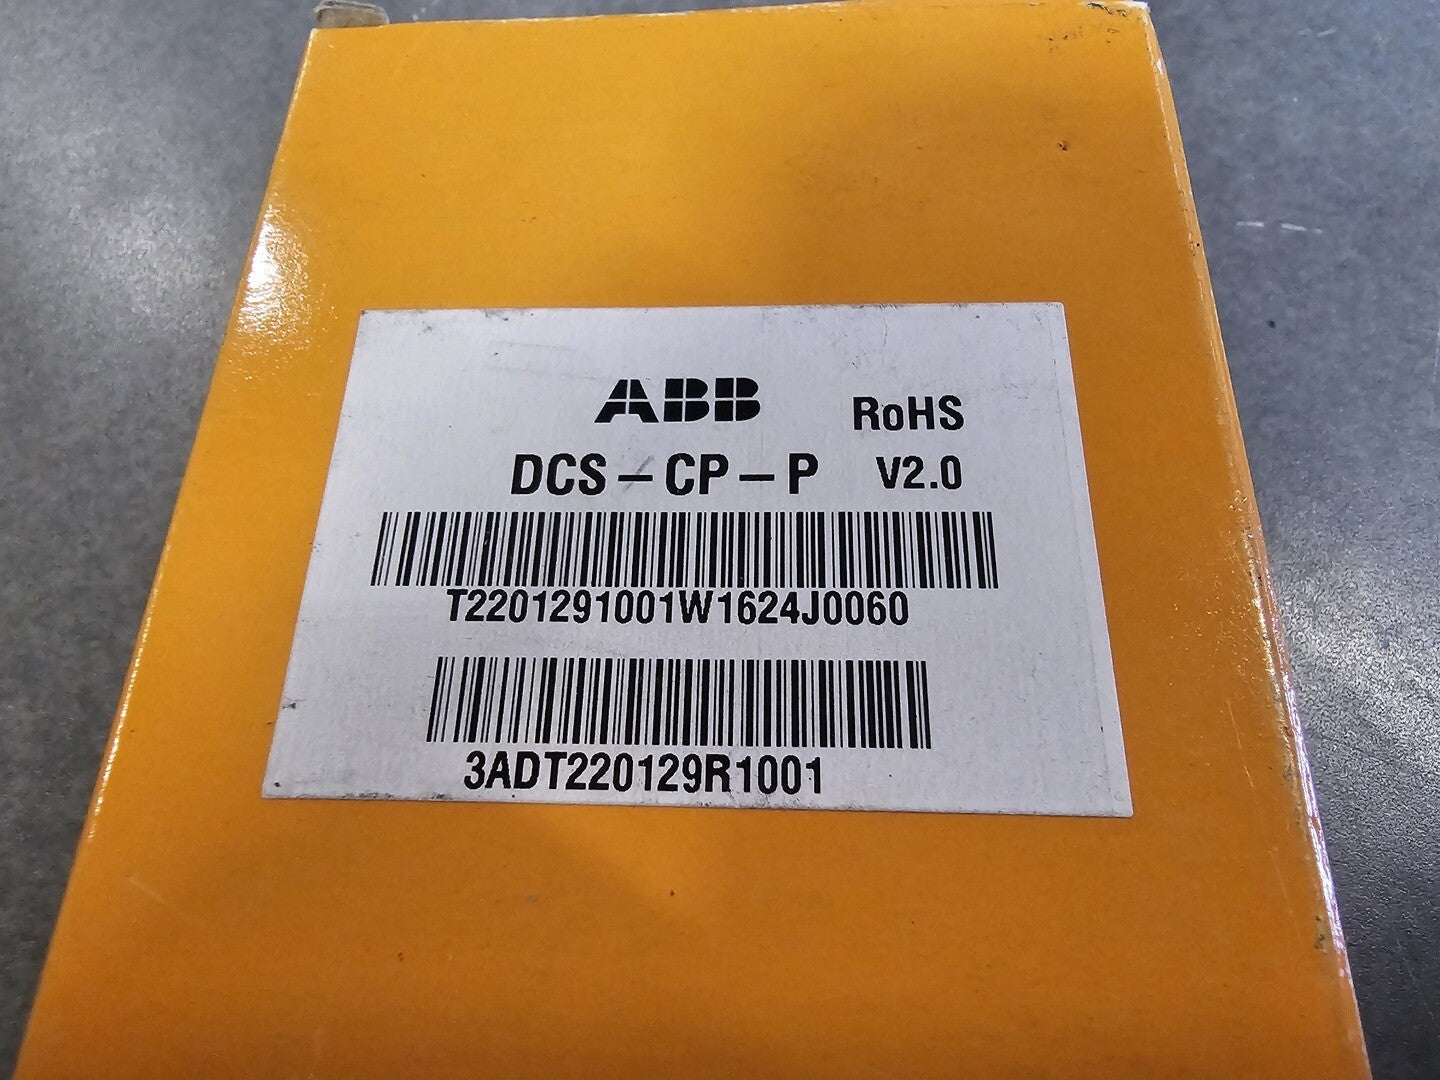 ABB RoHS
DCS-CP-P V2.0
T2201291001W1624J0060
3ADT220129R1001